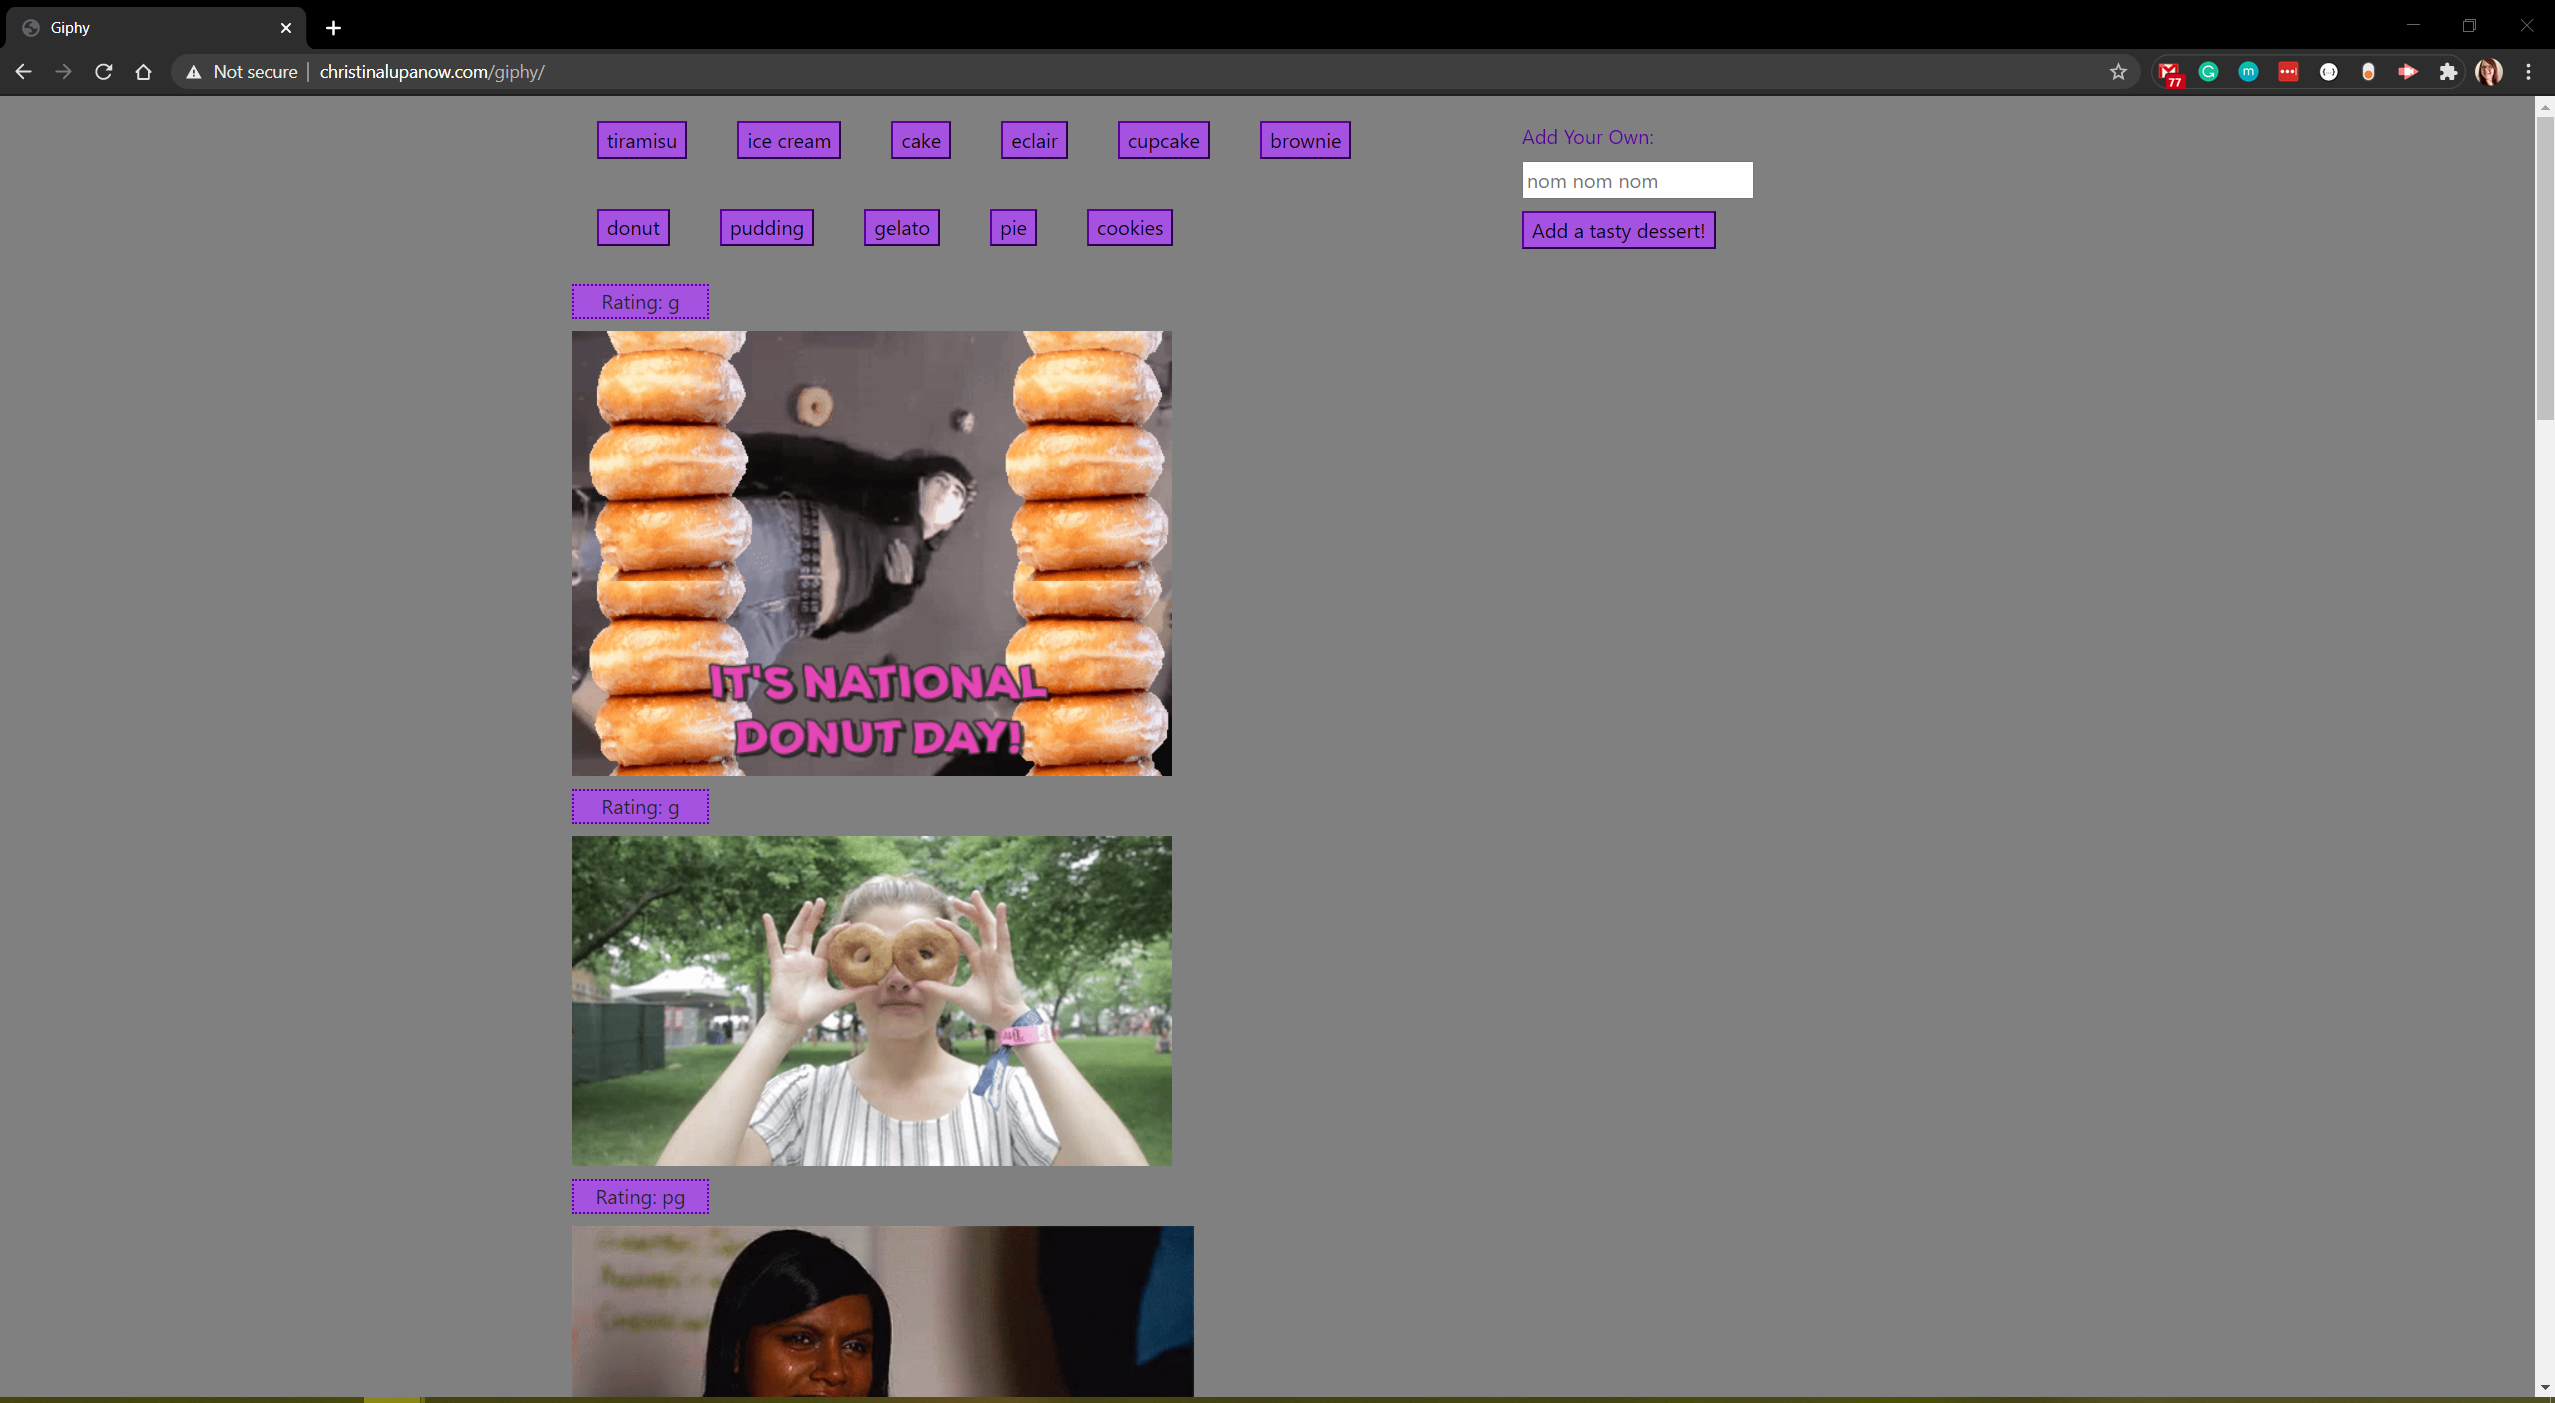 Giphy
Not secure
christinalupanow.com/giphy/
77
tiramisu
ice cream
cake
eclair
cupcake
brownie
donut
pudding
gelato
pie
cookies
Add Your Own:
nom nom nom
Add a tasty dessert!
Rating: g
IT'S NATIONAL
DONUT DAY!
Rating: g
Rating: pg